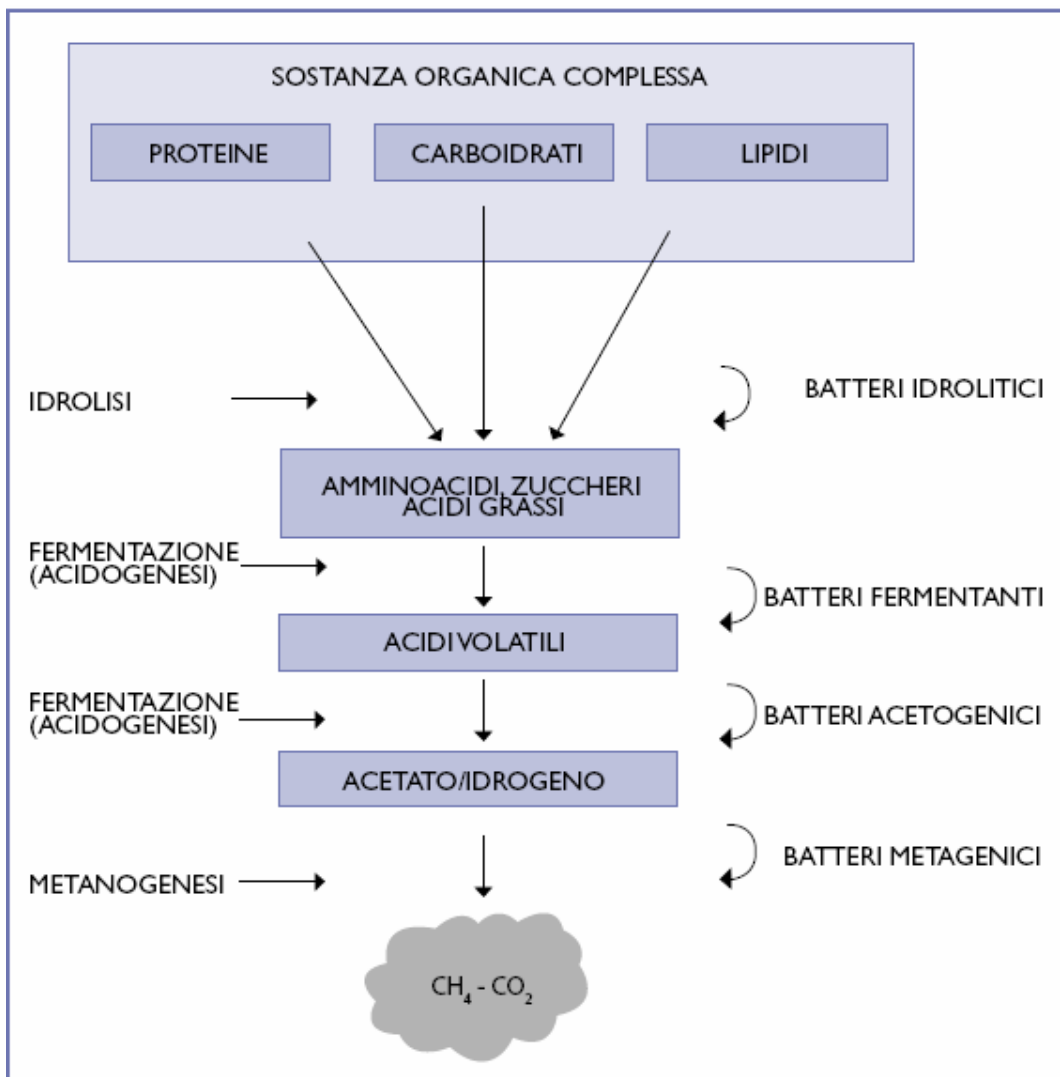 SOSTANZA ORGANICA COMPLESSA
PROTEINE
CARBOIDRATI
LIPIDI
IDROLISI
BATTERI IDROLITICI
AMMINOACIDI, ZUCCHERI
ACIDI GRASSI
FERMENTAZIONE
(ACIDOGENESI)
BATTERI FERMENTANTI
ACIDI VOLATILI
FERMENTAZIONE
(ACIDOGENESI)
BATTERI ACETOGENICI
ACETATO/IDROGENO
METANOGENESI
BATTERI METAGENICI
CH₄ - CO₂